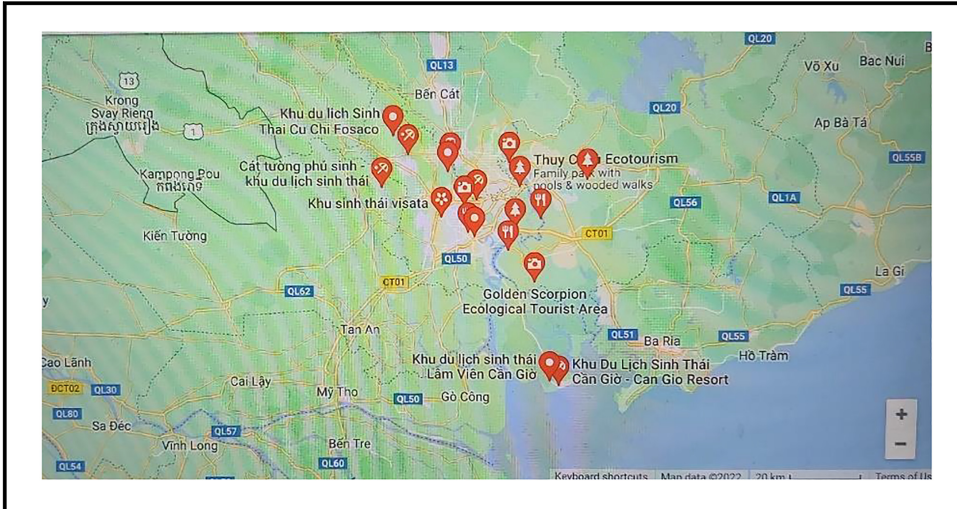 QL20
QL13
Võ Xu
Bac Nui
13
Bến Cát
Krong
Svay Rieng
ក្រុងស្វាយរៀង
QL20
Khu du lịch Sinh
Thai Cu Chi Fosaco
Ap Bà Tá
1
QL55B
Cát tường phú sinh -
khu du lịch sinh thái
Family park with
pools & wooded walks
Kampong Rou
កំពង់រោទ៍
Khu sinh thái visata
QL56
QL1A
Kiến Tường
CT01
QL50
La Gi
CT01
QL62
QL55
Golden Scorpion
Ecological Tourist Area
Tan An
QL51
QL55
Ba Ria
Hồ Tràm
Khu du lịch sinh thái
Lâm Viên Cần Giờ
Khu Du Lịch Sinh Thái
Cần Giờ - Can Gio Resort
Cao Lãnh
Cai Lậy
ĐCT02
QL30
Mỹ Tho
QL50
Gò Công
QL80
Sa Đéc
QL57
Vĩnh Long
Bến Tre
QL54
QL60
+
−
Keyboard shortcuts
Map data ©2022
20 km
Terms of Us